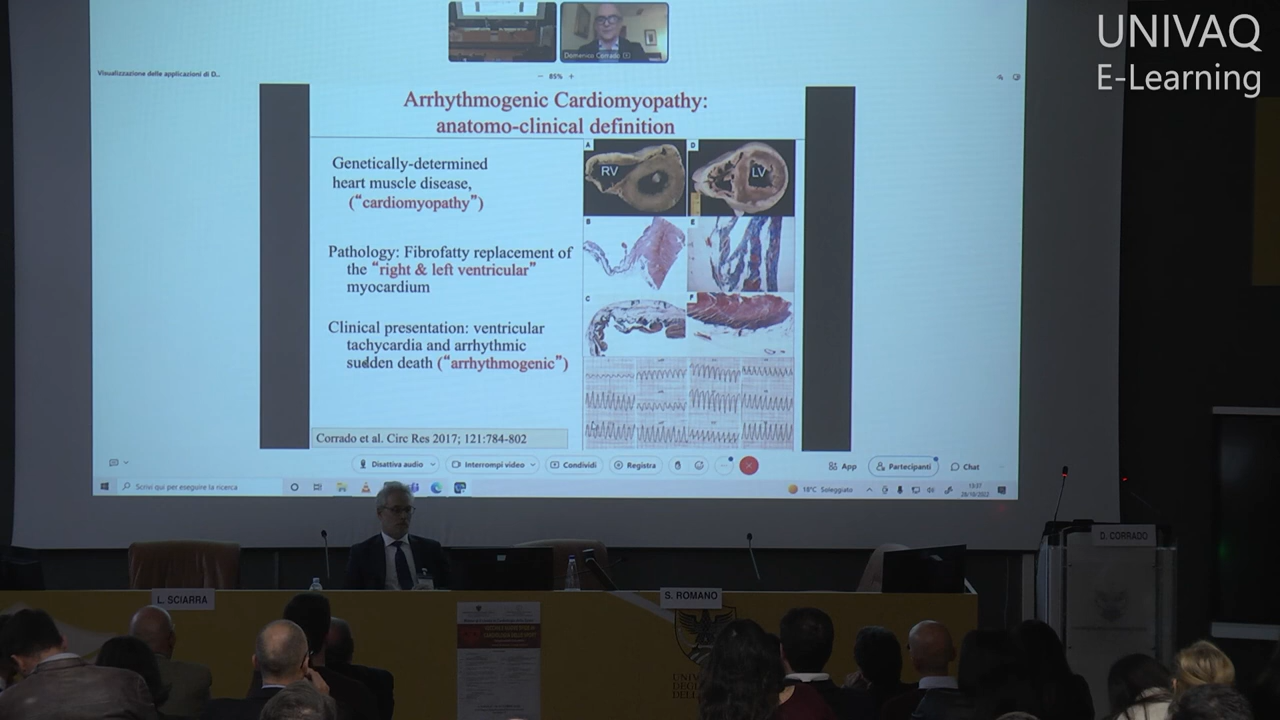 UNIVAQ
E-Learning
Domenico Corrado
Visualizzazione delle applicazioni di D...
85%
Arrhythmogenic Cardiomyopathy:
anatomo-clinical definition
Genetically-determined
heart muscle disease,
("cardiomyopathy")
Pathology: Fibrofatty replacement of
the "right & left ventricular"
myocardium
Clinical presentation: ventricular
tachycardia and arrhythmic
sudden death ("arrhythmogenic")
A
RV
D
LV
B
E
C
F
Corrado et al. Circ Res 2017; 121:784-802
Disattiva audio
Interrompi video
Condividi
Registra
App
Partecipanti
Chat
Scrivi qui per eseguire la ricerca
18°C Soleggiato
D. CORRADO
L. SCIARRA
S. ROMANO